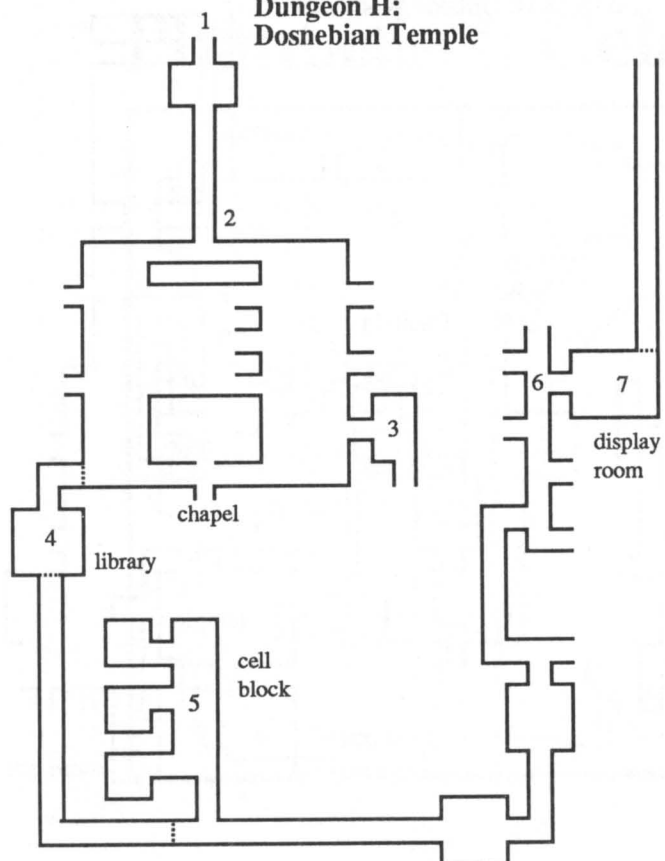 Dungeon H:
Dosnebian Temple
1
2
3
6
7
display
room
chapel
4
library
cell
block
5